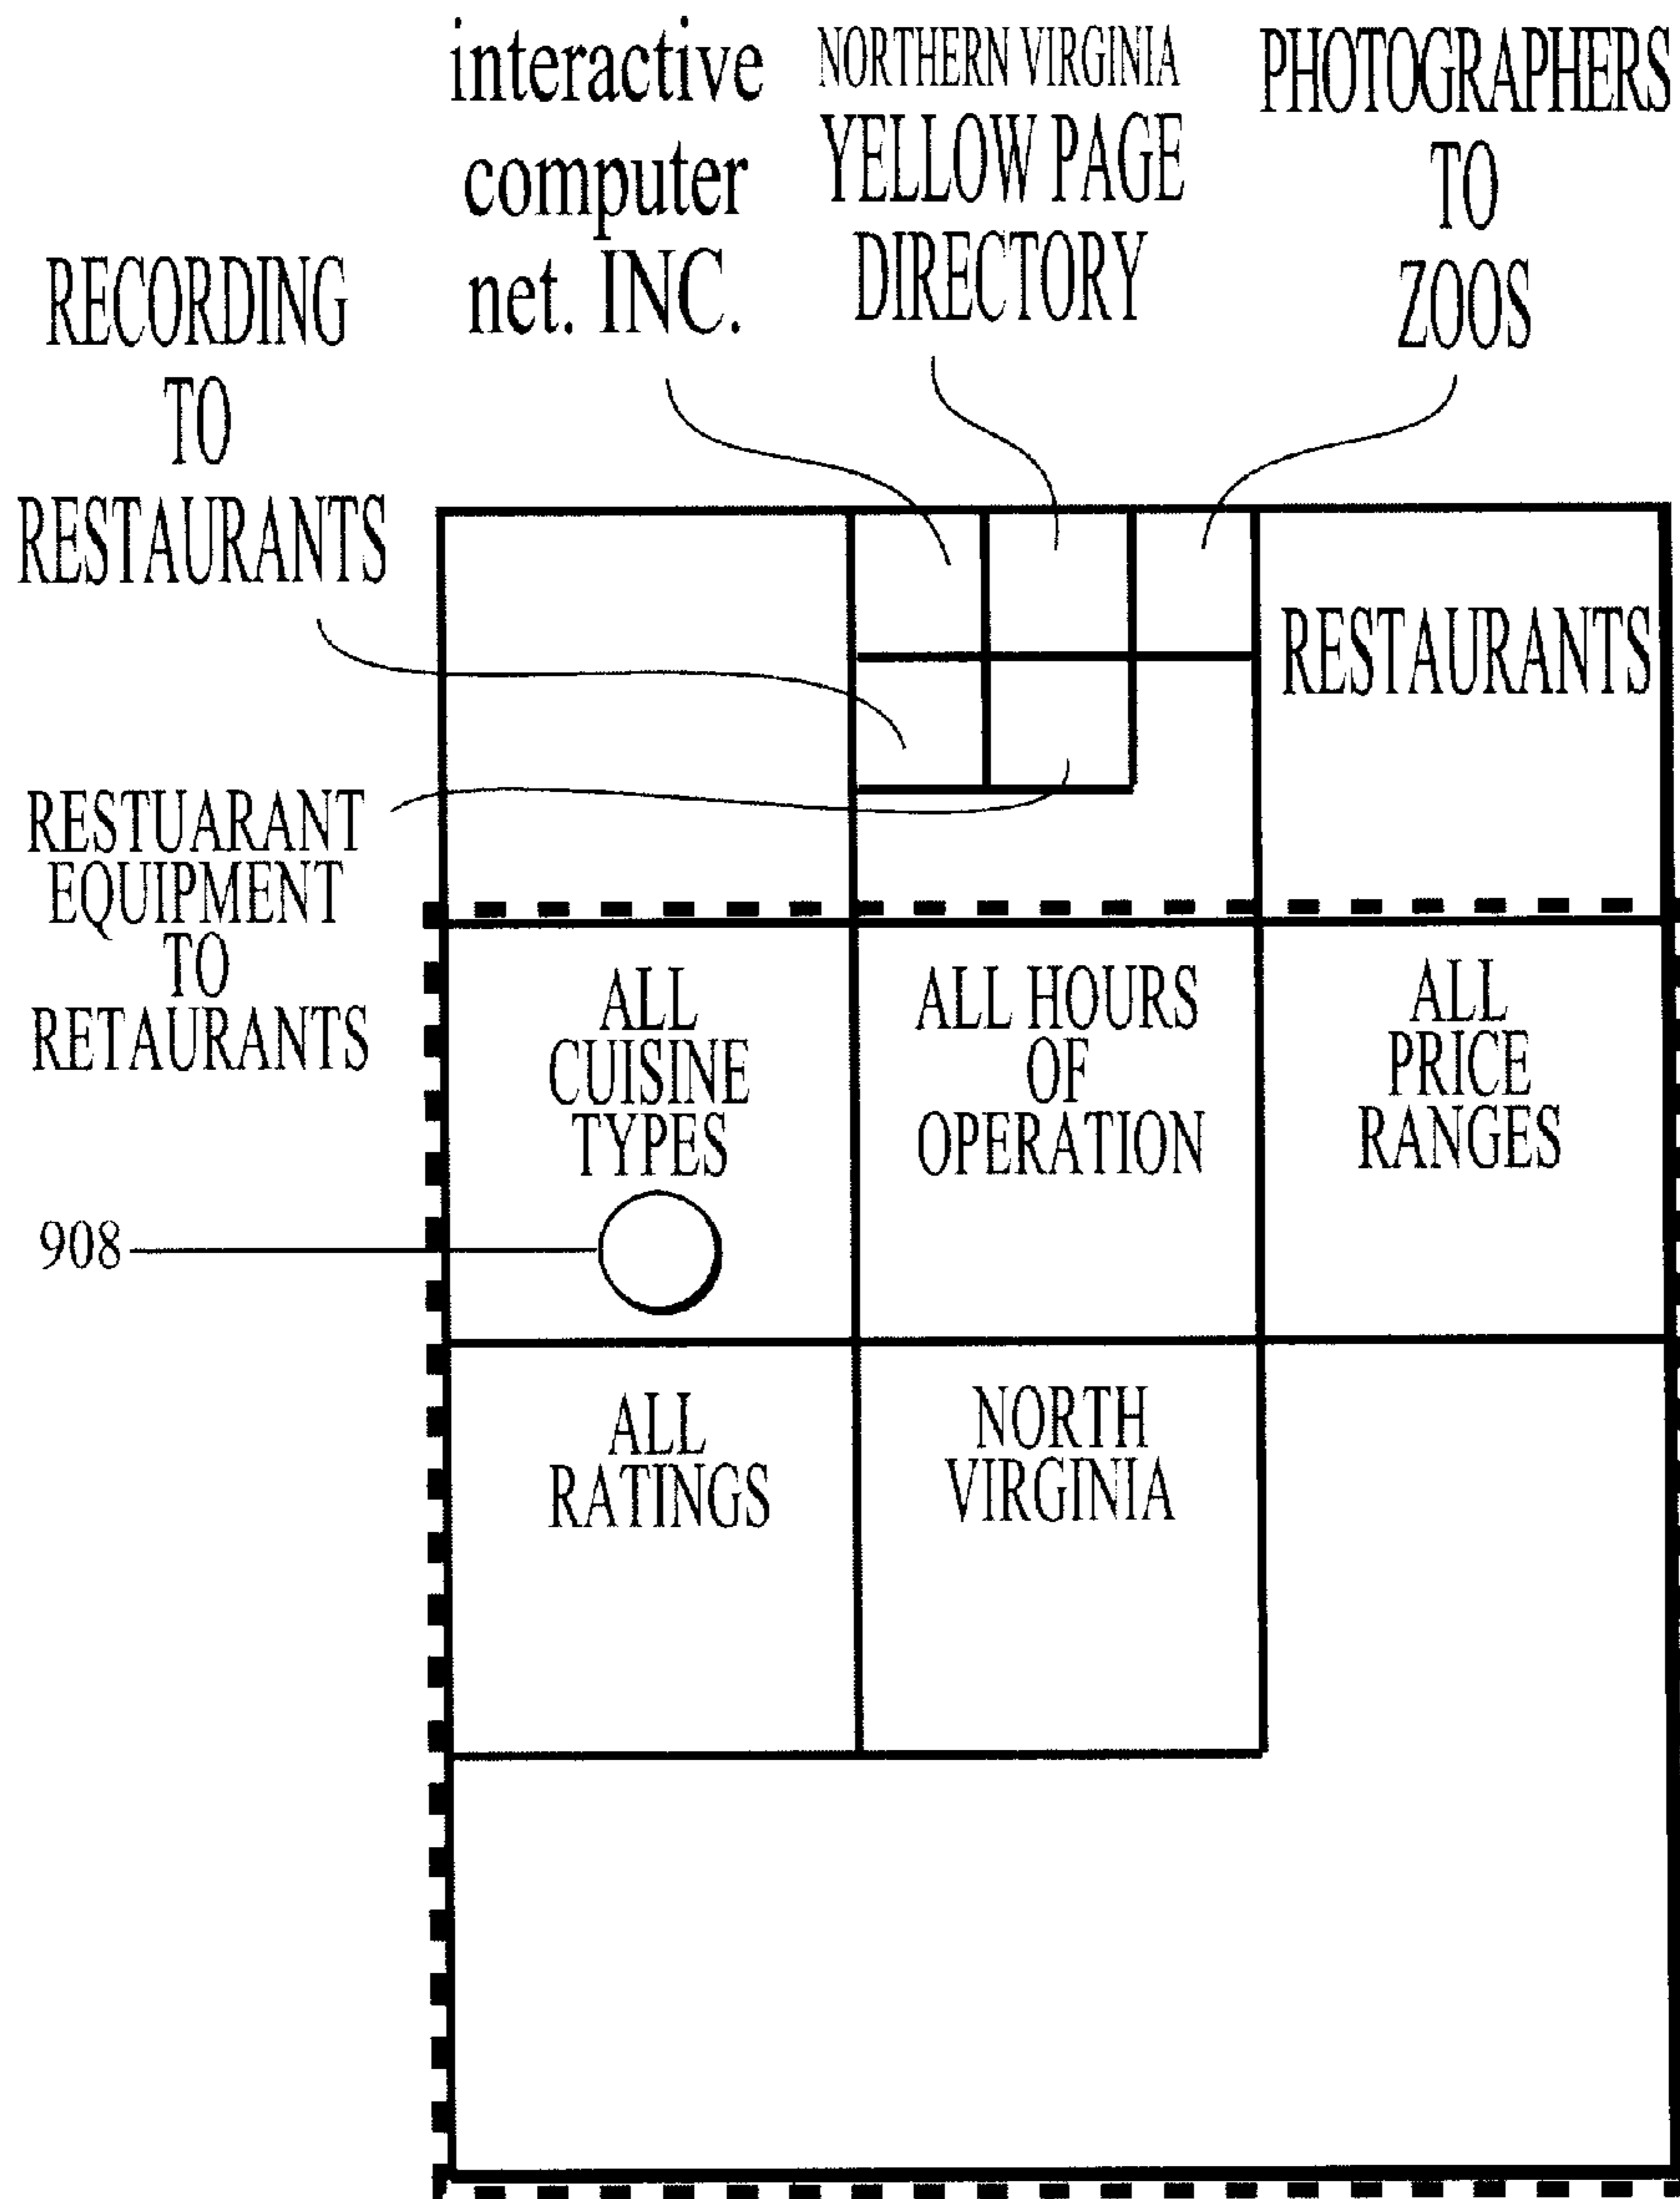 interactive
computer
net. INC.
NORTHERN VIRGINIA
YELLOW PAGE
DIRECTORY
PHOTOGRAPHERS
TO
ZOOS
RECORDING
TO
RESTAURANTS
RESTAURANTS
RESTUARANT
EQUIPMENT
TO
RETAURANTS
ALL
CUISINE
TYPES
ALL HOURS
OF
OPERATION
ALL
PRICE
RANGES
908
ALL
RATINGS
NORTH
VIRGINIA